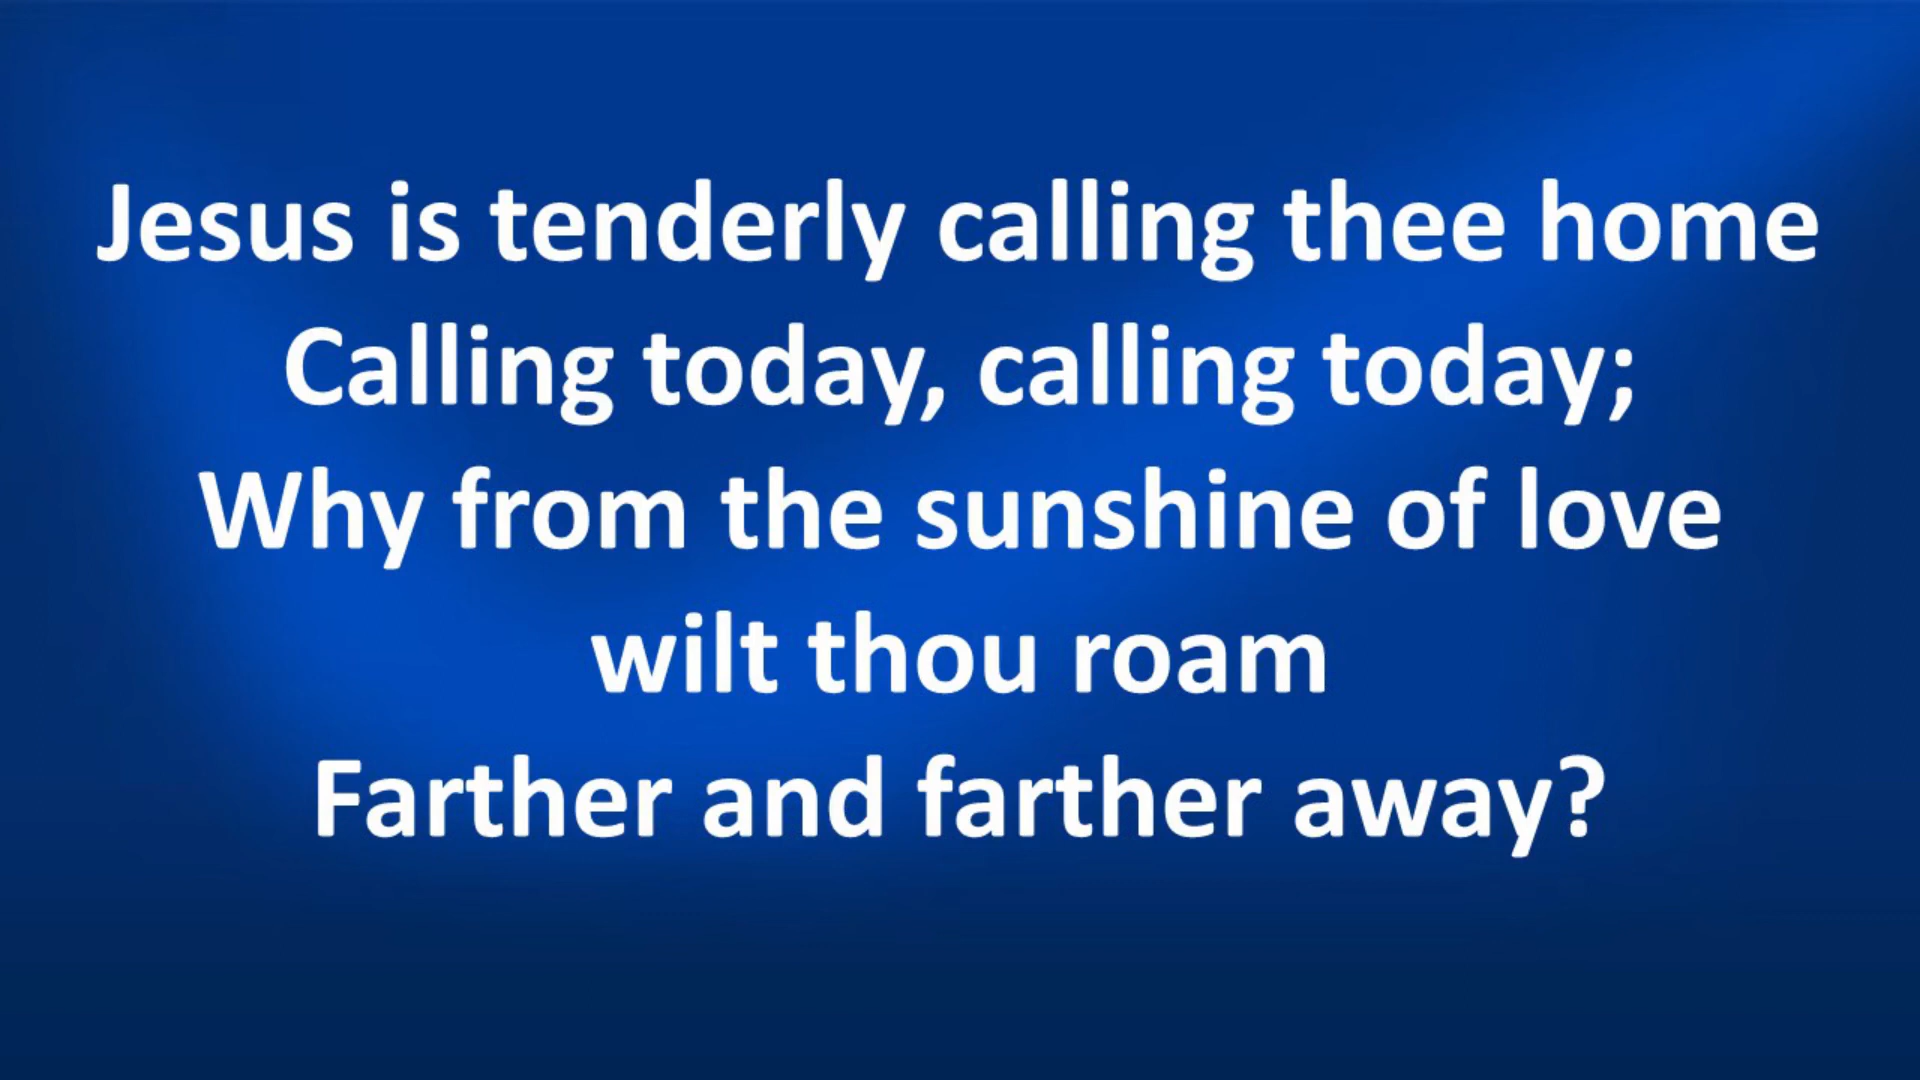 Jesus is tenderly calling thee home
Calling today, calling today;
Why from the sunshine of love
wilt thou roam
Farther and farther away?